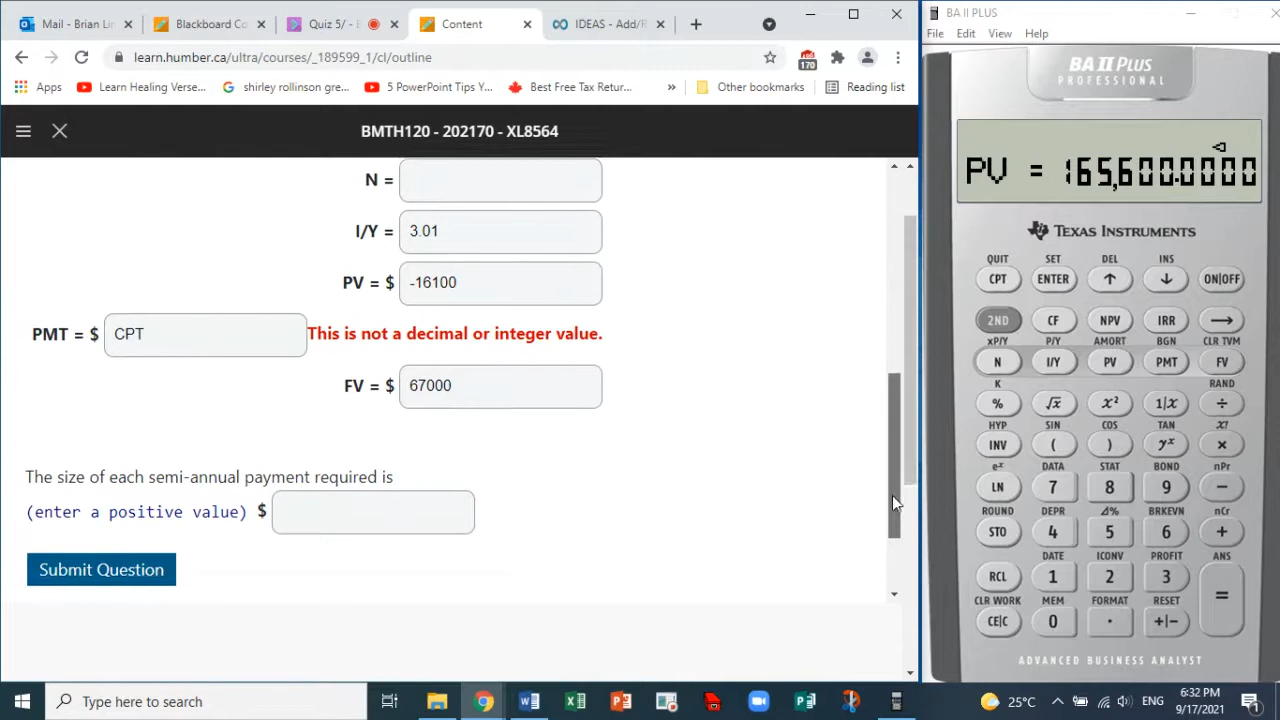 Mail - Brian Lin
Blackboard Co
Quiz 5/ -
Content
IDEAS - Add/R
learn.humber.ca/ultra/courses/_189599_1/cl/outline
170
Apps
Learn Healing Verse...
shirley rollinson gre...
5 PowerPoint Tips Y...
Best Free Tax Retur...
»
Other bookmarks
Reading list
BMTH120 - 202170 - XL8564
N =
I/Y = 3.01
PV = $ -16100
PMT = $ CPT This is not a decimal or integer value.
FV = $ 67000
The size of each semi-annual payment required is
(enter a positive value) $
Submit Question
BA II PLUS
File Edit View Help
BA II Plus
PROFESSIONAL
PV = 165,600.0000
TEXAS INSTRUMENTS
QUIT SET DEL INS
CPT ENTER ↑ ↓ ON|OFF
2ND CF NPV IRR →
xP/Y P/Y AMORT BGN CLR TVM
N I/Y PV PMT FV
K RAND
% √x x² 1/X ÷
HYP SIN COS TAN X!
INV ( ) yˣ ×
eˣ DATA STAT BOND nPr
LN 7 8 9 −
ROUND DEPR Δ% BRKEVN nCr
STO 4 5 6 +
DATE ICONV PROFIT ANS
RCL 1 2 3 =
CLR WORK MEM FORMAT RESET
CE|C 0 . +|−
ADVANCED BUSINESS ANALYST
Type here to search
25°C
ENG
6:32 PM
9/17/2021
1